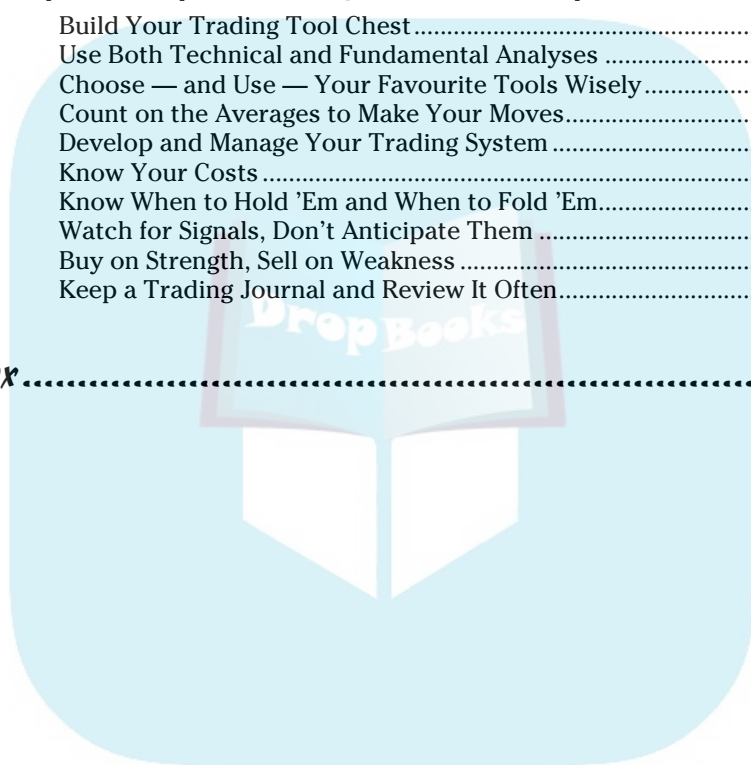 Build Your Trading Tool Chest................................................................
Use Both Technical and Fundamental Analyses ............................
Choose — and Use — Your Favourite Tools Wisely....................
Count on the Averages to Make Your Moves...................................
Develop and Manage Your Trading System .....................................
Know Your Costs .........................................................................................
Know When to Hold ’Em and When to Fold ’Em............................
Watch for Signals, Don’t Anticipate Them .......................................
Buy on Strength, Sell on Weakness .....................................................
Keep a Trading Journal and Review It Often...................................
DropBooks
x................................................................................